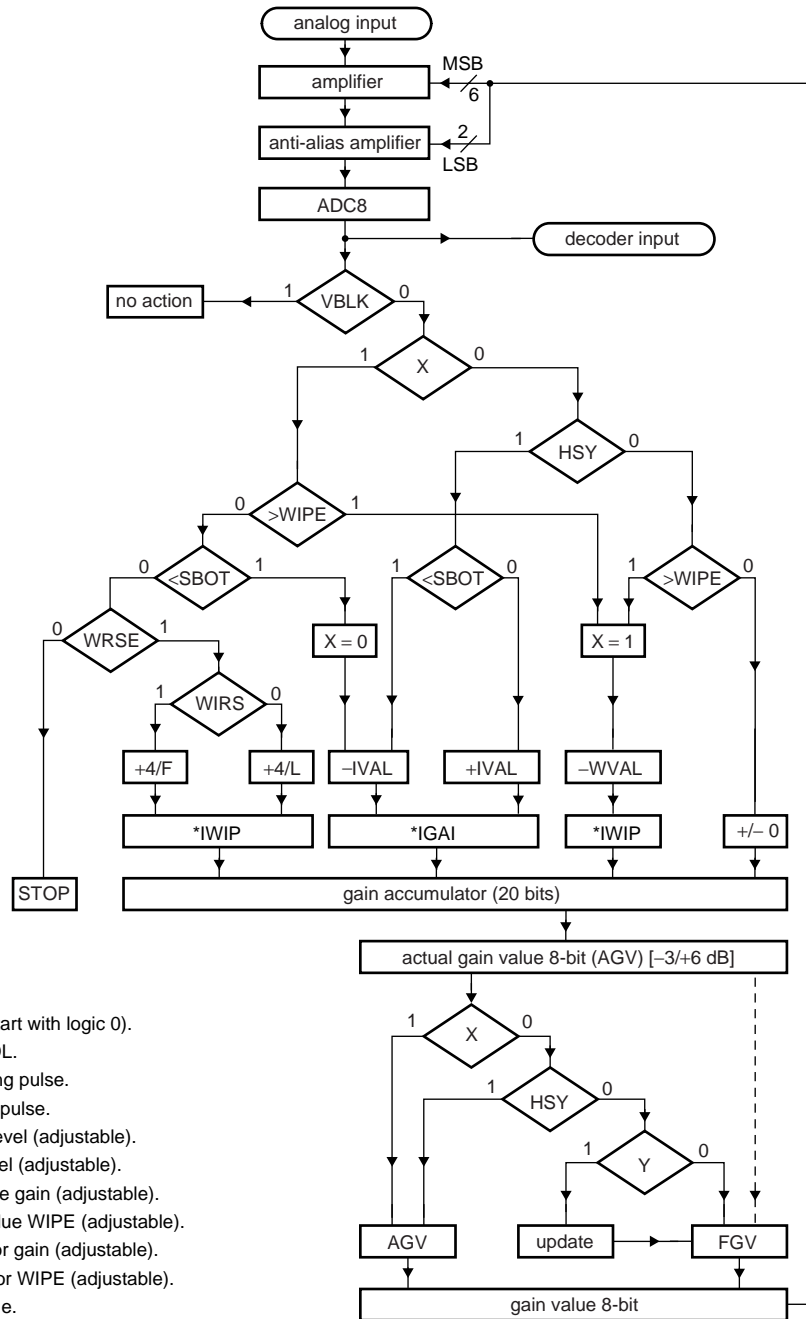 analog input
MSB
amplifier
6
2
anti-alias amplifier
LSB
ADC8
decoder input
no action
1
VBLK
0
1
X
0
1
HSY
0
0
>WIPE
1
0
<SBOT
1
1
<SBOT
0
1
>WIPE
0
0
WRSE
1
X = 0
X = 1
1
WIRS
0
+4/F
+4/L
−IVAL
+IVAL
−WVAL
*IWIP
*IGAI
*IWIP
+/− 0
STOP
gain accumulator (20 bits)
actual gain value 8-bit (AGV) [−3/+6 dB]
1
X
0
1
HSY
0
1
Y
0
AGV
update
FGV
gain value 8-bit
art with logic 0).
OL.
ng pulse.
pulse.
evel (adjustable).
el (adjustable).
e gain (adjustable).
lue WIPE (adjustable).
or gain (adjustable).
or WIPE (adjustable).
e.